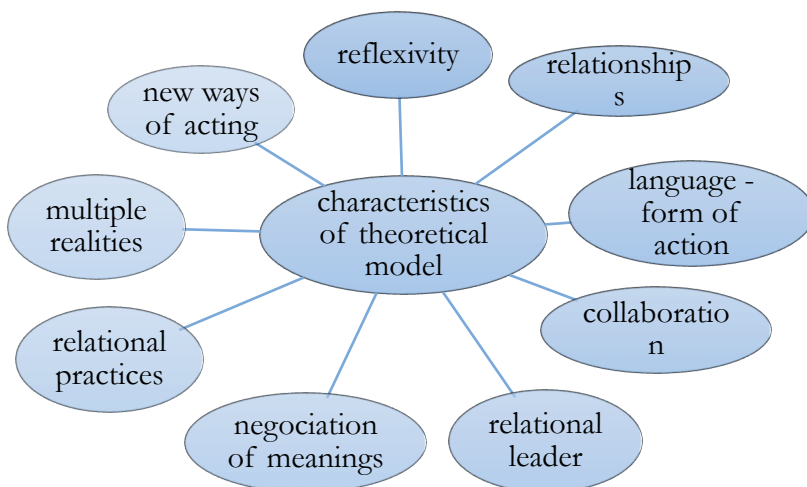 reflexivity
relationship
s
new ways
of acting
language -
form of
action
characteristics
of theoretical
model
multiple
realities
collaboratio
n
relational
practices
negociation
of meanings
relational
leader